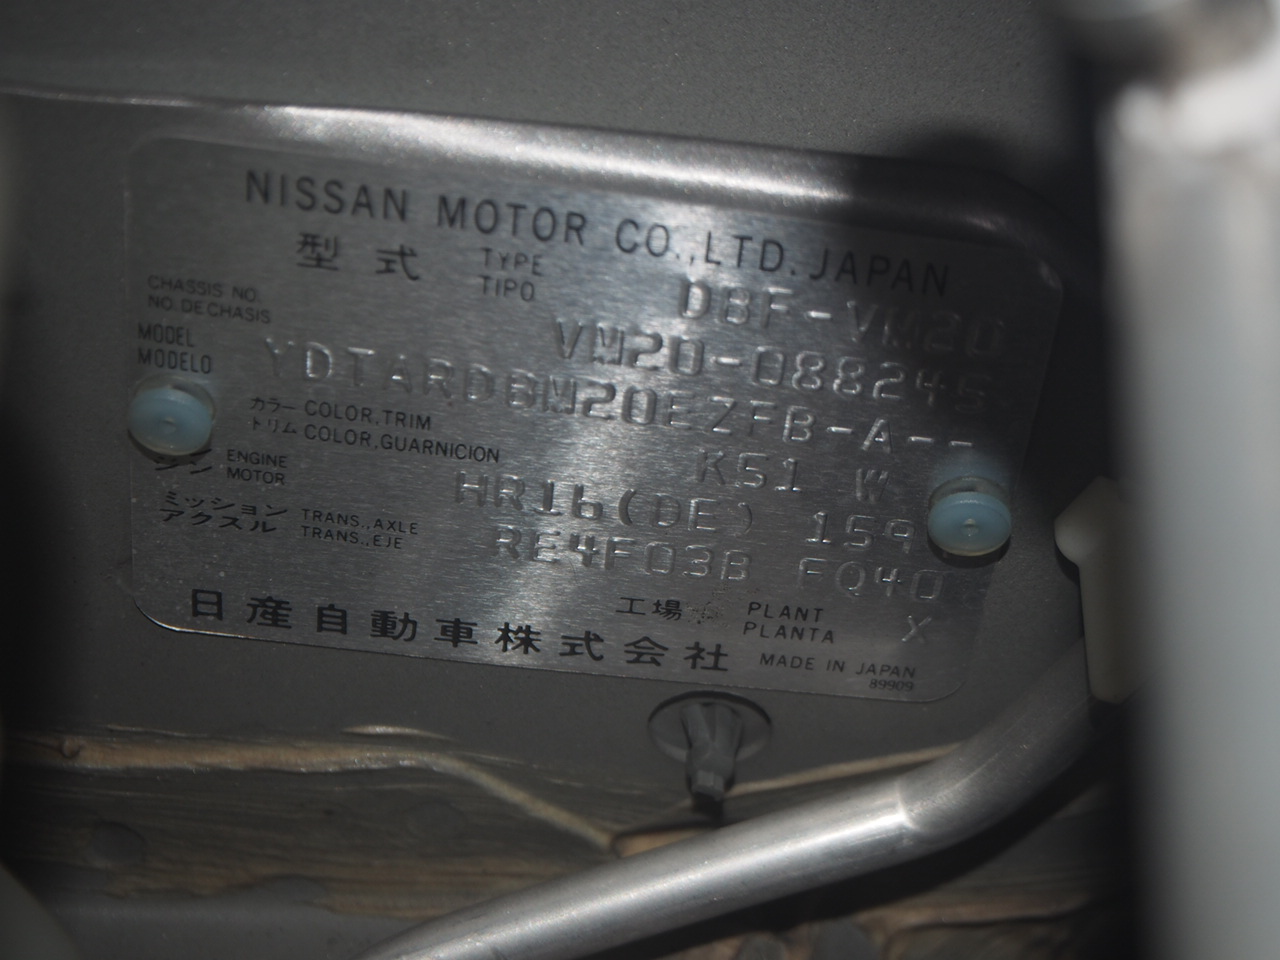 NISSAN MOTOR CO.,LTD. JAPAN
型式 TYPE TIPO DBF-VM20
CHASSIS NO. NO. DE CHASIS VM20-088245
MODEL MODELO YDTARDBM20EZFB-A--
カラー トリム COLOR,TRIM COLOR,GUARNICION K51 W
ジン ENGINE MOTOR HR16(DE) 159
ミッション アクスル TRANS.,AXLE TRANS.,EJE RE4F03B FQ40
工場 PLANT PLANTA X
日産自動車株式会社 MADE IN JAPAN
89909